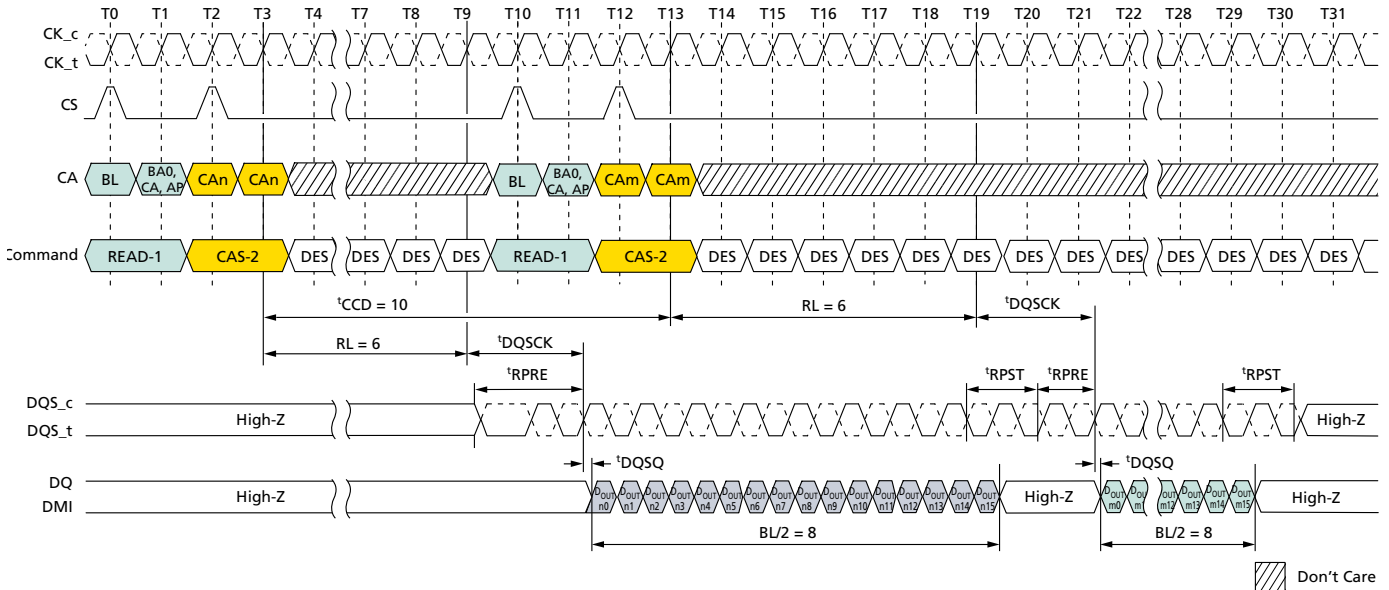 T0 T1 T2 T3 T4 T7 T8 T9 T10 T11 T12 T13 T14 T15 T16 T17 T18 T19 T20 T21 T22 T28 T29 T30 T31
CK_c
CK_t
CS
CA BL BA0, CA, AP CAn CAn BL BA0, CA, AP CAm CAm
Command READ-1 CAS-2 DES DES DES DES READ-1 CAS-2 DES DES DES DES DES DES DES DES DES DES DES DES DES
tCCD = 10 RL = 6 tDQSCK
RL = 6 tDQSCK
tRPRE tRPST tRPRE tRPST
DQS_c
DQS_t
High-Z High-Z
tDQSQ tDQSQ
DQ
DMI
High-Z DOUT n0 DOUT n1 DOUT n2 DOUT n3 DOUT n4 DOUT n5 DOUT n6 DOUT n7 DOUT n8 DOUT n9 DOUT n10 DOUT n11 DOUT n12 DOUT n13 DOUT n14 DOUT n15 High-Z DOUT m0 DOUT m1 DOUT m12 DOUT m13 DOUT m14 DOUT m15 High-Z
BL/2 = 8 BL/2 = 8
Don't Care